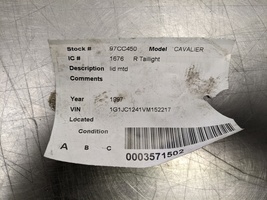 Stock # 97CC450 Model CAVALIER
IC # 1676 R Taillight
Description lid mtd
Comments
Year 1997
VIN 1G1JC1241VM152217
Located
Condition
A B C
0003571502